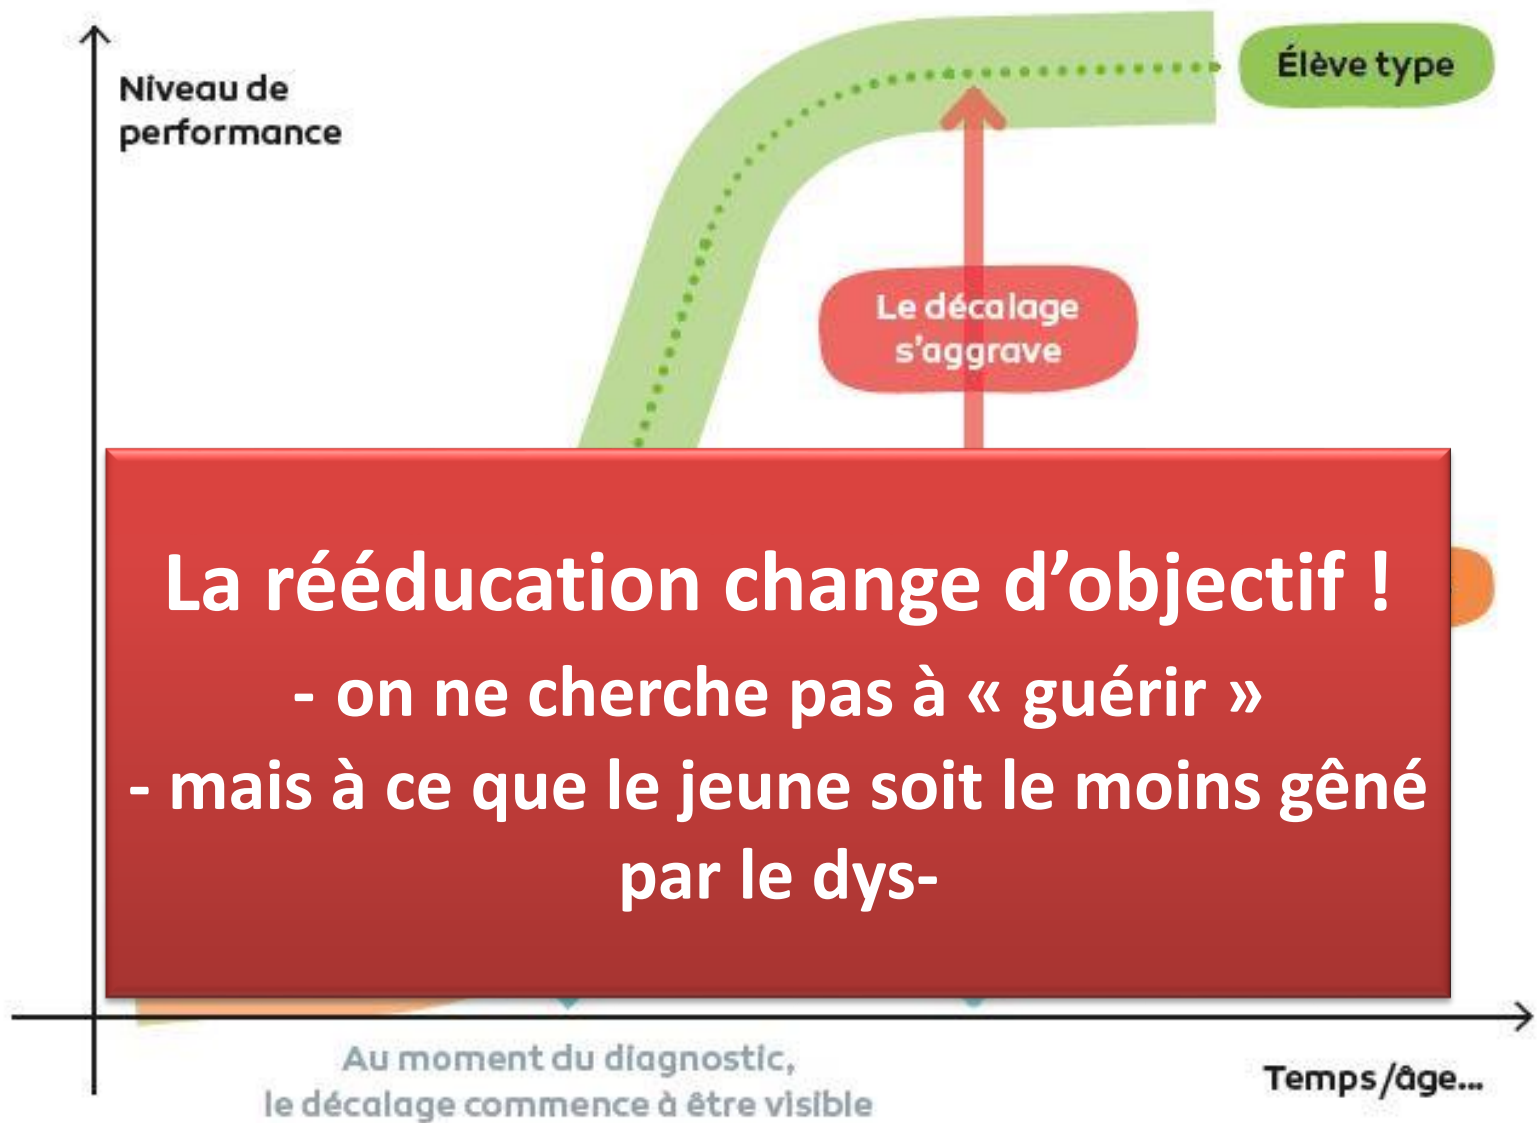 Niveau de
performance
Élève type
Le décalage
s'aggrave
La rééducation change d’objectif !
- on ne cherche pas à « guérir »
- mais à ce que le jeune soit le moins gêné
par le dys-
Au moment du diagnostic,
le décalage commence à être visible
Temps/âge...